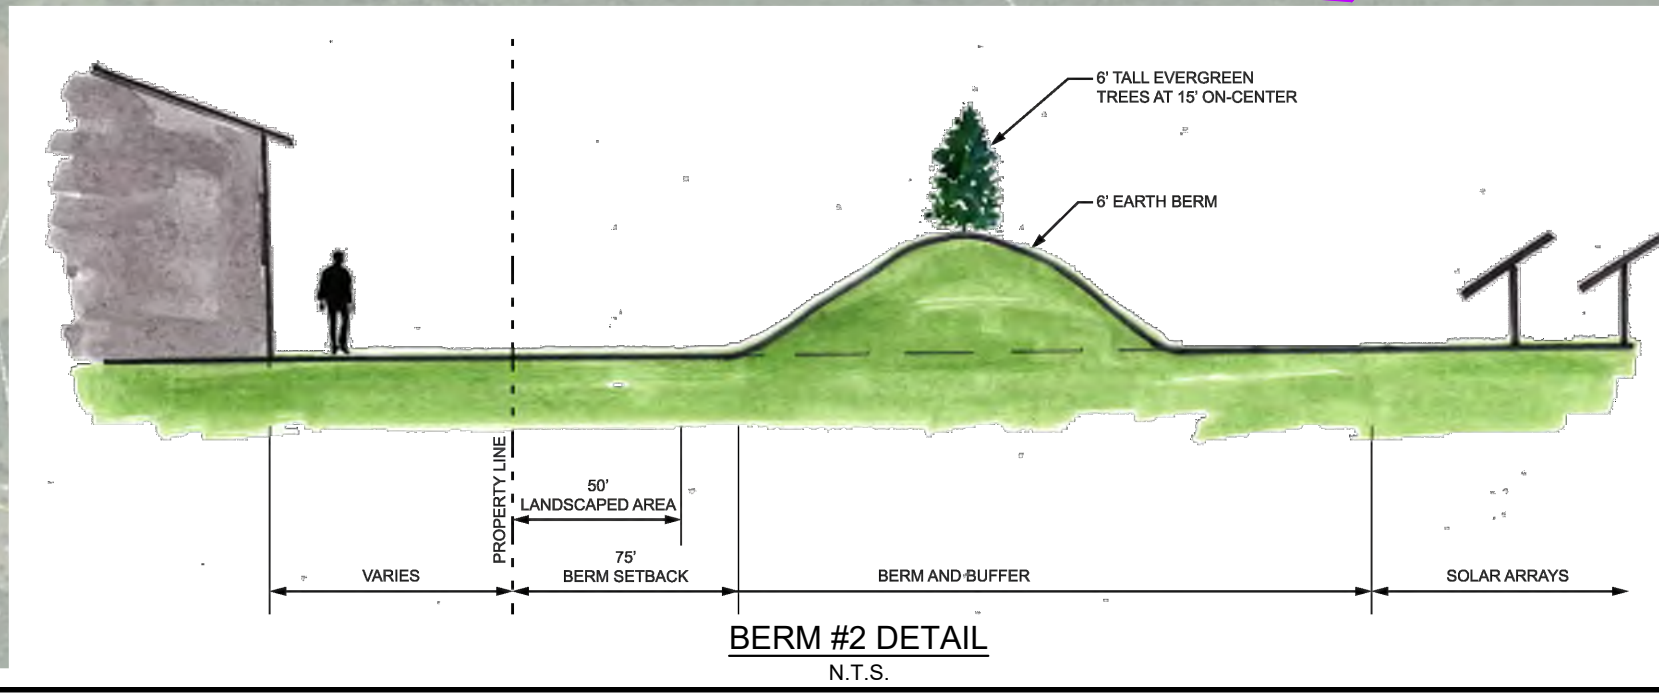 6' TALL EVERGREEN
TREES AT 15' ON-CENTER
6' EARTH BERM
PROPERTY LINE
50'
LANDSCAPED AREA
75'
BERM SETBACK
VARIES
BERM AND BUFFER
SOLAR ARRAYS
BERM #2 DETAIL
N.T.S.